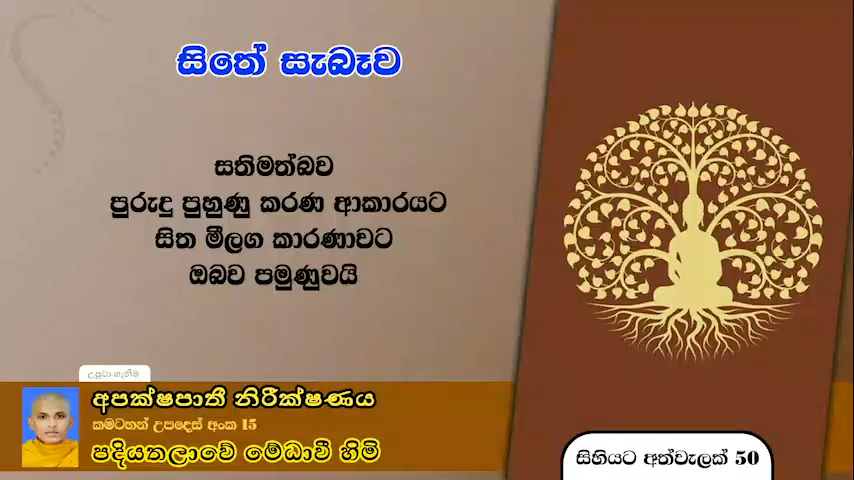 සිතේ සැබෑව
සතිමත්බව
පුරුදු පුහුණු කරණ ආකාරයට
සිත මීලග කාරණාවට
ඔබව පමුණුවයි
උපුටා ගැනීම
අපක්ෂපාතී නිරීක්ෂණය
කමටහන් උපදෙස් අංක 15
පදියතලාවේ මේධාවී හිමි
සිහියට අත්වැලක් 50